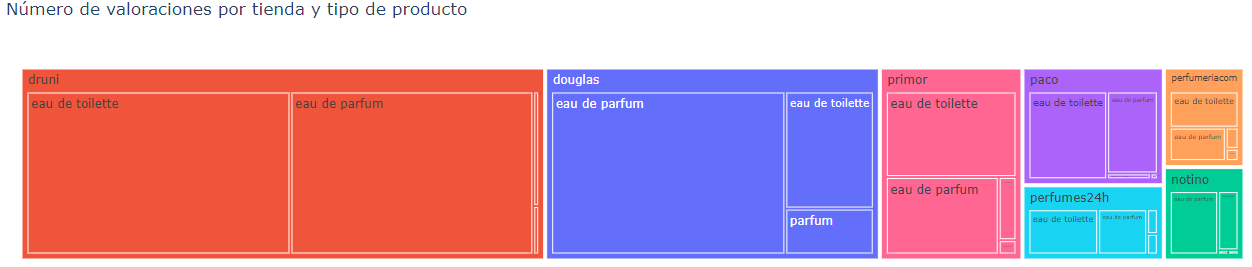 Número de valoraciones por tienda y tipo de producto
druni
eau de toilette
eau de parfum
douglas
eau de parfum
eau de toilette
parfum
primor
eau de toilette
eau de parfum
paco
eau de toilette
eau de parfum
perfumes24h
eau de toilette
eau de parfum
perfumeriacom
eau de toilette
eau de parfum
notino
eau de parfum